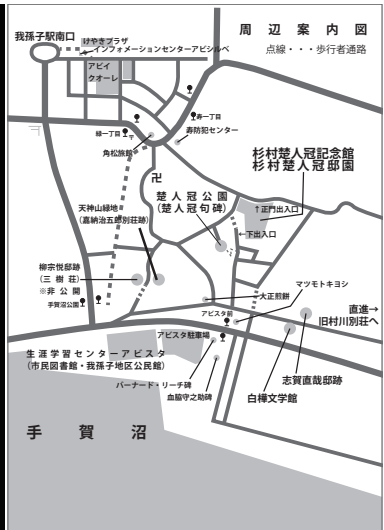 周辺案内図
点線・・・歩行者通路
我孫子駅南口
けやきプラザ
インフォメーションセンターアビシルベ
アビイ
クオーレ
寿一丁目
緑一丁目
〒
寿防犯センター
角松旅館
卍
杉村楚人冠記念館
杉村楚人冠邸園
楚人冠公園
(楚人冠句碑)
↑正門出入口
←下出入口
天神山緑地
(嘉納治五郎別荘跡)
柳宗悦邸跡
(三樹荘)
※非公開
手賀沼公園
大正煎餅
マツモトキヨシ
アビスタ前
直進→
旧村川別荘へ
アビスタ駐車場
生涯学習センターアビスタ
(市民図書館・我孫子地区公民館)
バーナード・リーチ碑
血脇守之助碑
志賀直哉邸跡
白樺文学館
手賀沼